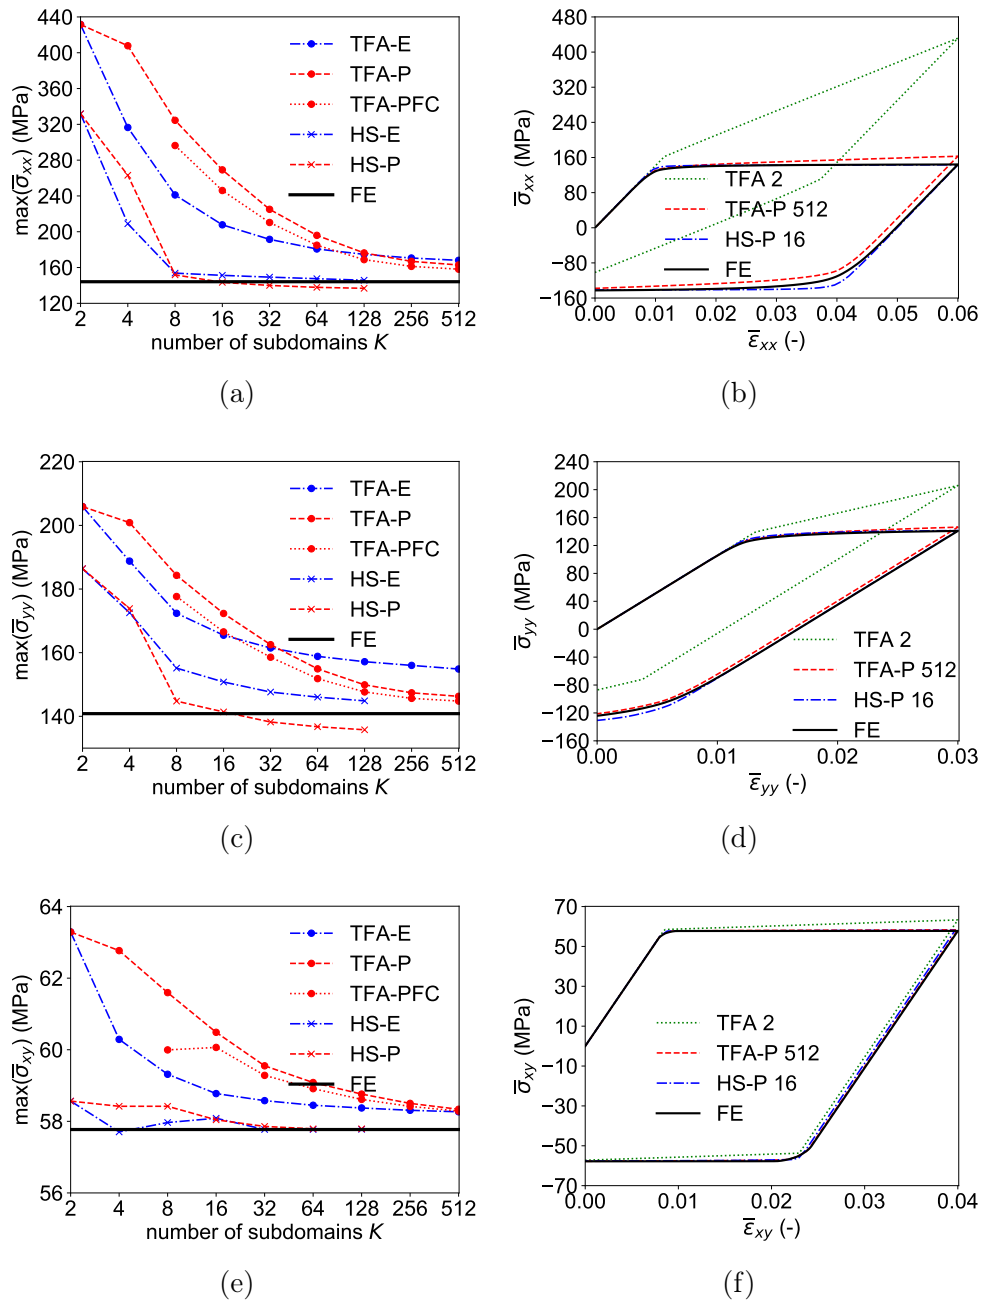 440
400
360
320
280
240
200
160
120
max(σ̅xx) (MPa)
TFA-E
TFA-P
TFA-PFC
HS-E
HS-P
FE
2 4 8 16 32 64 128 256 512
number of subdomains K
(a)
480
400
320
240
160
80
0
−80
−160
σ̅xx (MPa)
TFA 2
TFA-P 512
HS-P 16
FE
0.00 0.01 0.02 0.03 0.04 0.05 0.06
ε̅xx (-)
(b)
220
200
180
160
140
max(σ̅yy) (MPa)
TFA-E
TFA-P
TFA-PFC
HS-E
HS-P
FE
2 4 8 16 32 64 128 256 512
number of subdomains K
(c)
240
200
160
120
80
40
0
−40
−80
−120
−160
σ̅yy (MPa)
TFA 2
TFA-P 512
HS-P 16
FE
0.00 0.01 0.02 0.03
ε̅yy (-)
(d)
64
62
60
58
56
max(σ̅xy) (MPa)
TFA-E
TFA-P
TFA-PFC
HS-E
HS-P
FE
2 4 8 16 32 64 128 256 512
number of subdomains K
(e)
70
50
30
10
−10
−30
−50
−70
σ̅xy (MPa)
TFA 2
TFA-P 512
HS-P 16
FE
0.00 0.01 0.02 0.03 0.04
ε̅xy (-)
(f)